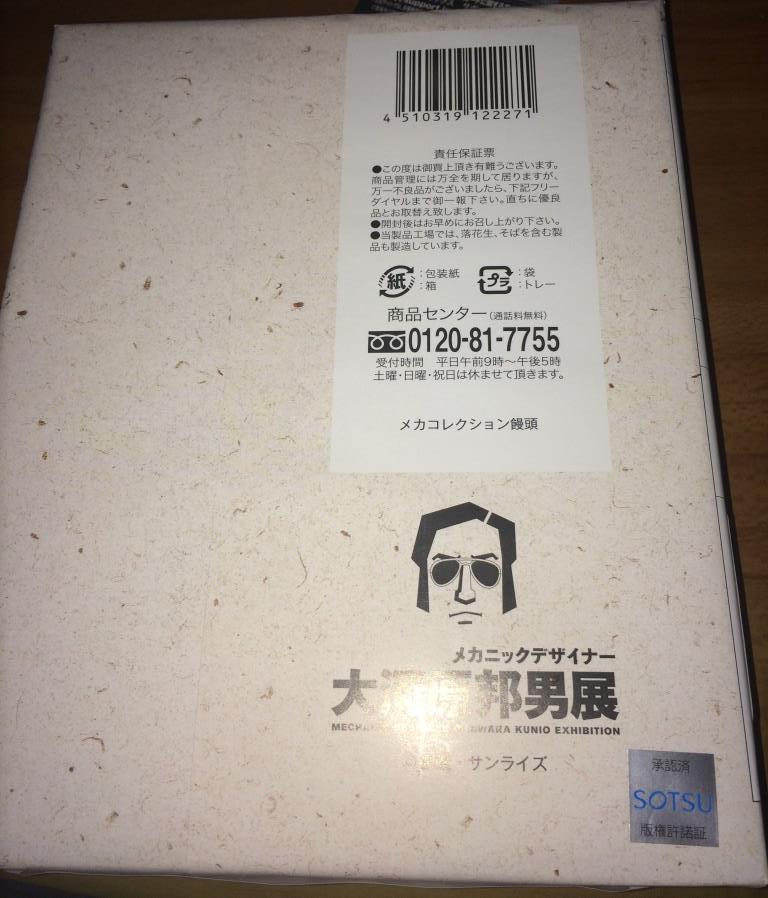 4 510319 122271
責任保証票
●この度は御買上頂き有難うございます。
商品管理には万全を期して居りますが、
万一不良品がございましたら、下記フリー
ダイヤルまで御一報下さい。直ちに優良
品とお取替え致します。
●開封後はお早めにお召し上がり下さい。
●当製品工場では、落花生、そばを含む製
品も製造しています。
紙 :包装紙 :箱 プラ :袋 :トレー
商品センター(通話料無料)
0120-81-7755
受付時間 平日午前9時〜午後5時
土曜・日曜・祝日は休ませて頂きます。
メカコレクション饅頭
メカニックデザイナー
大河原邦男展
KUNIO EXHIBITION
・サンライズ
承認済
SOTSU
版権許諾証